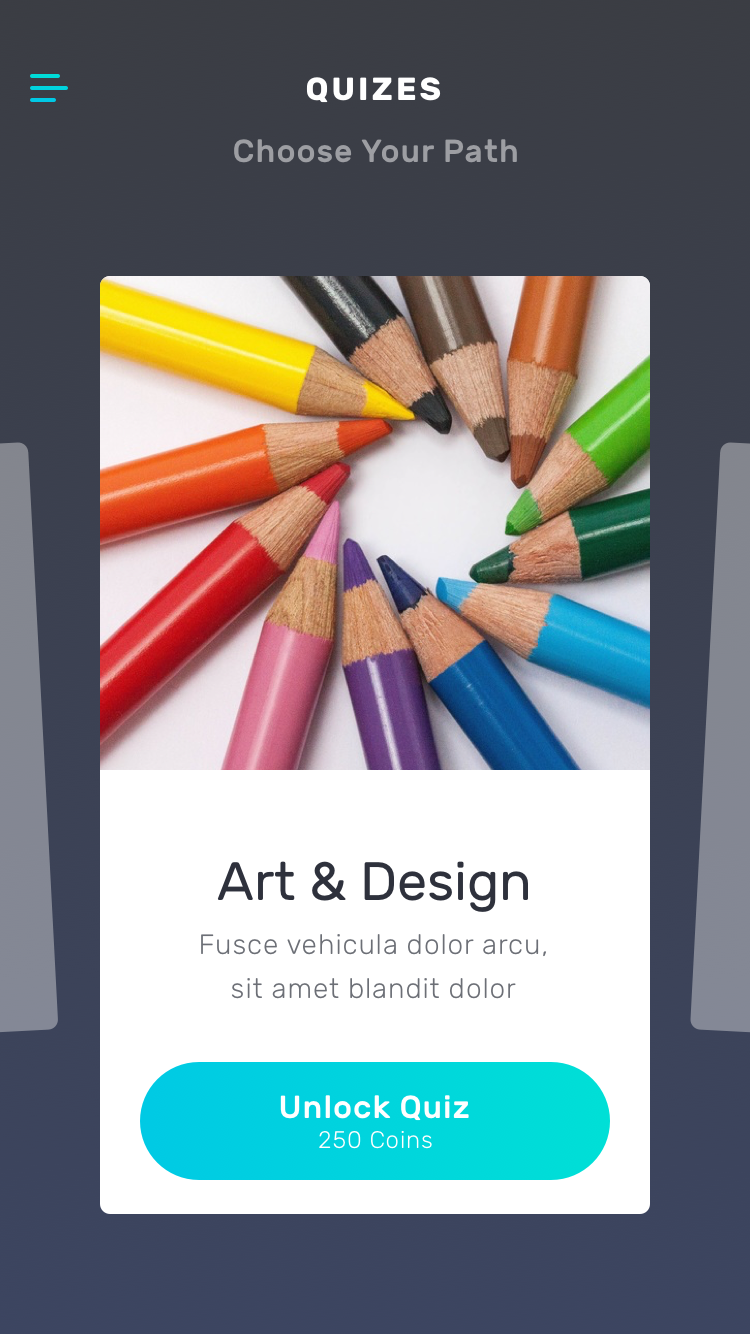 QUIZES
Choose Your Path
Art & Design
Fusce vehicula dolor arcu,
sit amet blandit dolor
Unlock Quiz
250 Coins